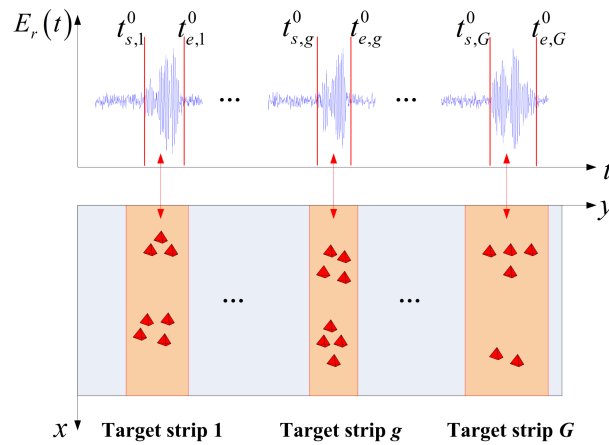 E_r(t)
t^0_{s,1} t^0_{e,1} t^0_{s,g} t^0_{e,g} t^0_{s,G} t^0_{e,G}
... ...
t
y
... ...
x Target strip 1 Target strip g Target strip G